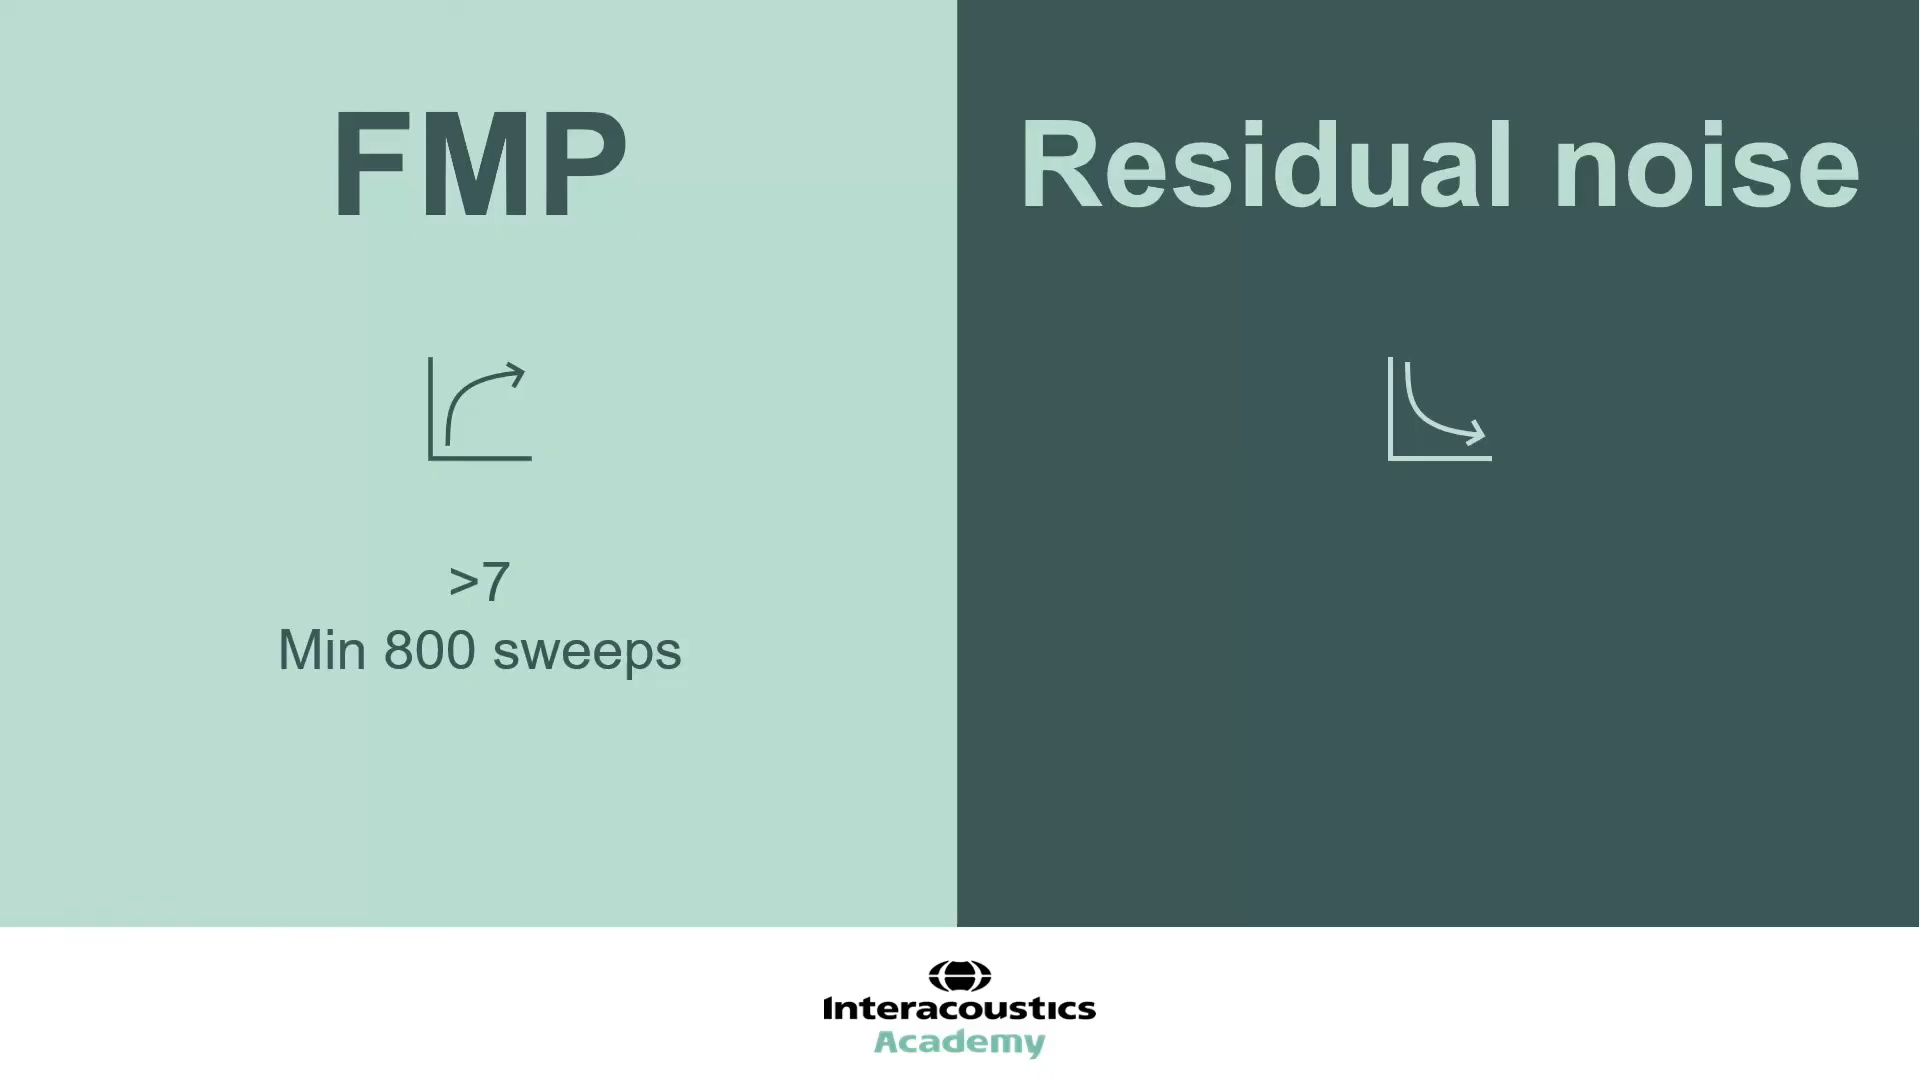 FMP
>7
Min 800 sweeps
Residual noise
Interacoustics
Academy